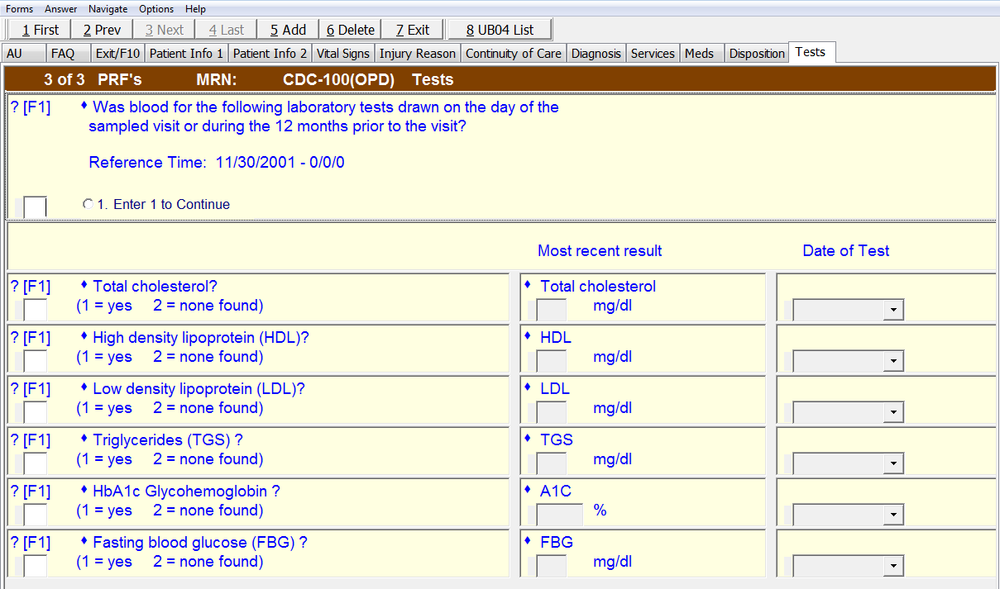 Forms Answer Navigate Options Help
1 First 2 Prev 3 Next 4 Last 5 Add 6 Delete 7 Exit 8 UB04 List
AU FAQ Exit/F10 Patient Info 1 Patient Info 2 Vital Signs Injury Reason Continuity of Care Diagnosis Services Meds Disposition Tests
3 of 3 PRF's MRN: CDC-100(OPD) Tests
? [F1] ♦ Was blood for the following laboratory tests drawn on the day of the
sampled visit or during the 12 months prior to the visit?
Reference Time: 11/30/2001 - 0/0/0
1. Enter 1 to Continue
Most recent result Date of Test
? [F1] ♦ Total cholesterol? ♦ Total cholesterol
(1 = yes 2 = none found) mg/dl
? [F1] ♦ High density lipoprotein (HDL)? ♦ HDL
(1 = yes 2 = none found) mg/dl
? [F1] ♦ Low density lipoprotein (LDL)? ♦ LDL
(1 = yes 2 = none found) mg/dl
? [F1] ♦ Triglycerides (TGS) ? ♦ TGS
(1 = yes 2 = none found) mg/dl
? [F1] ♦ HbA1c Glycohemoglobin ? ♦ A1C
(1 = yes 2 = none found) %
? [F1] ♦ Fasting blood glucose (FBG) ? ♦ FBG
(1 = yes 2 = none found) mg/dl